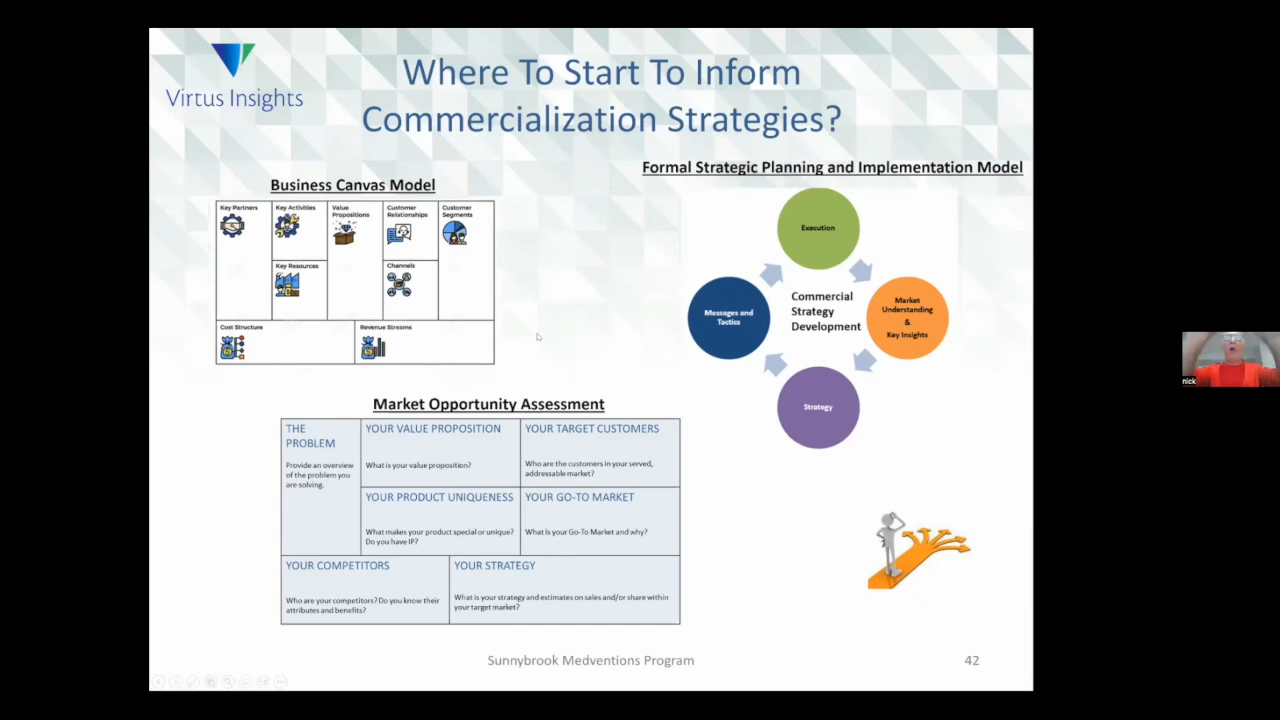 Virtus Insights
Where To Start To Inform
Commercialization Strategies?
Business Canvas Model
Key Partners
Key Activities
Value
Propositions
Customer
Relationships
Customer
Segments
Key Resources
Channels
Cost Structure
Revenue Streams
Formal Strategic Planning and Implementation Model
Execution
Messages and
Tactics
Commercial
Strategy
Development
Market
Understanding
&
Key Insights
Strategy
Market Opportunity Assessment
THE
PROBLEM
Provide an overview
of the problem you
are solving.
YOUR VALUE PROPOSITION
What is your value proposition?
YOUR TARGET CUSTOMERS
Who are the customers in your served,
addressable market?
YOUR PRODUCT UNIQUENESS
What makes your product special or unique?
Do you have IP?
YOUR GO-TO MARKET
What is your Go-To Market and why?
YOUR COMPETITORS
Who are your competitors? Do you know their
attributes and benefits?
YOUR STRATEGY
What is your strategy and estimates on sales and/or share within
your target market?
Sunnybrook Medventions Program
42
nick